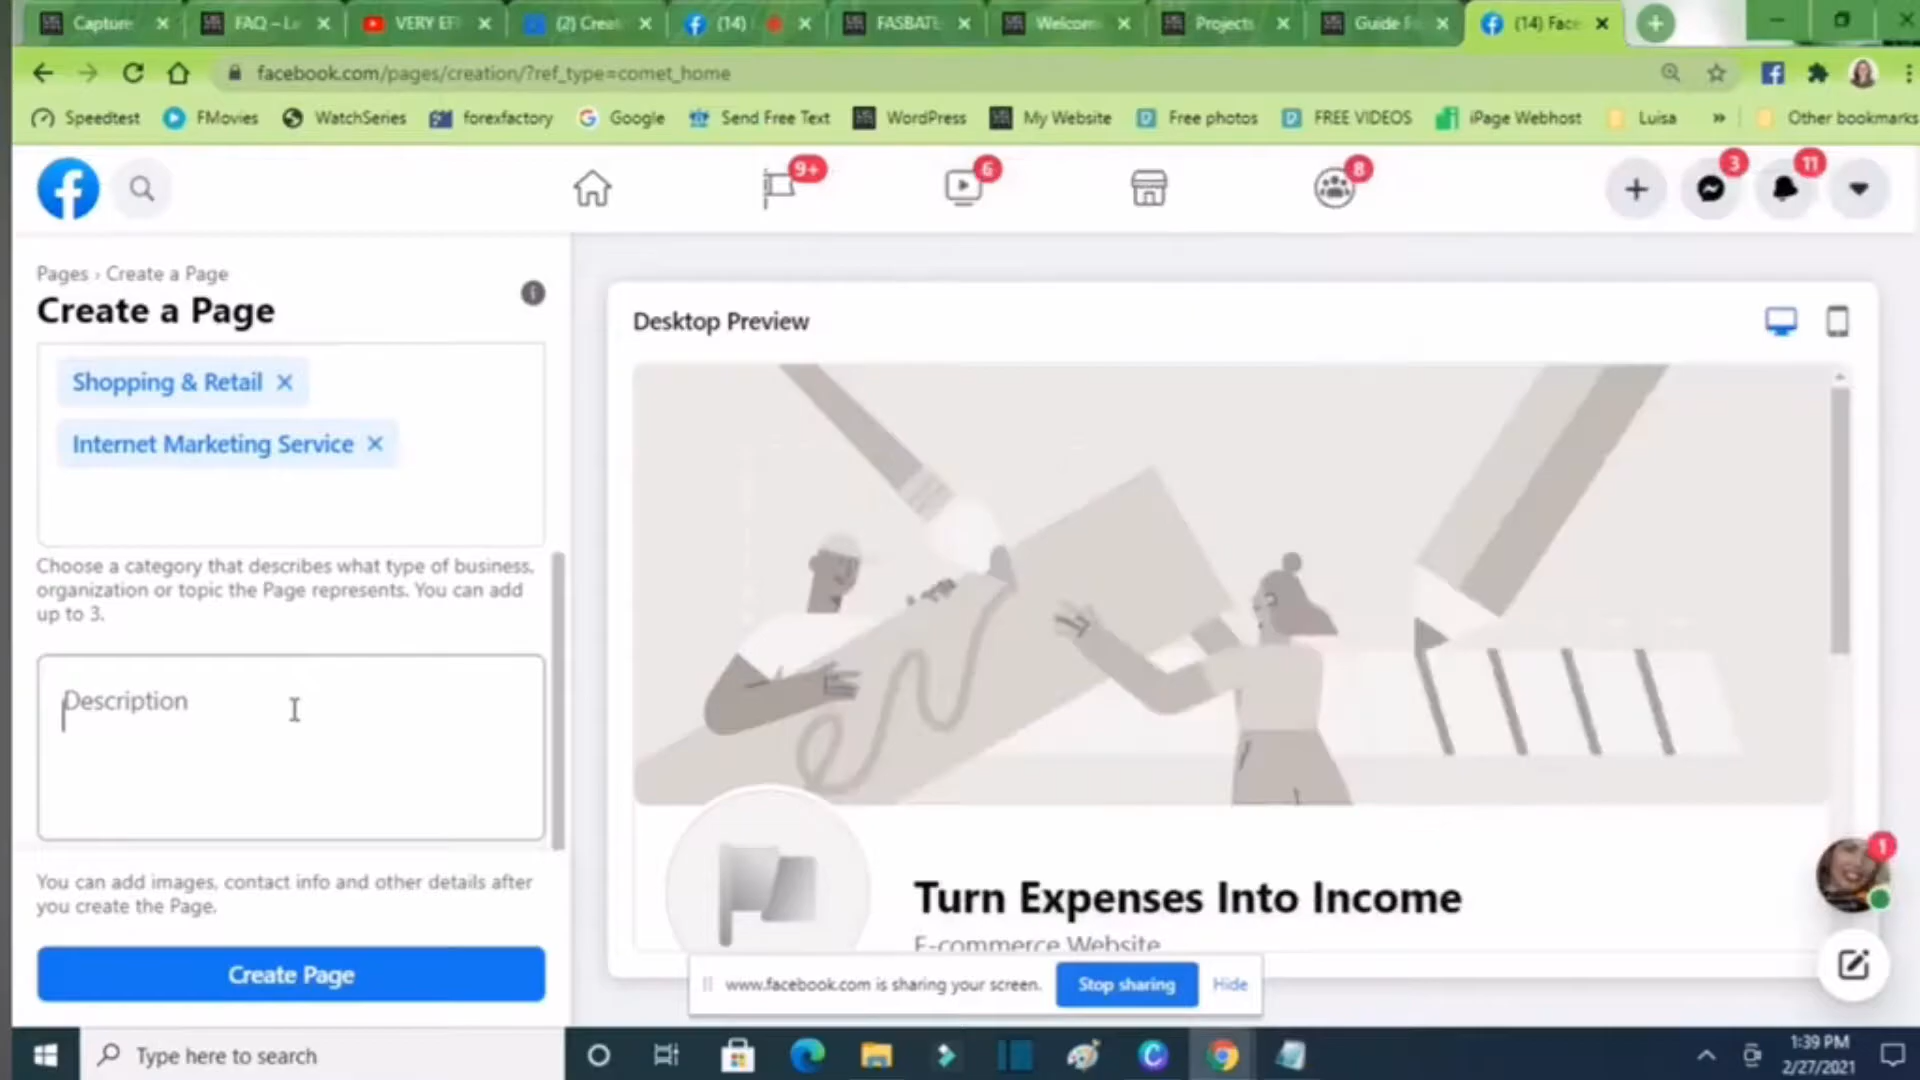 Capture
FAQ – Le
VERY EF
(2) Creat
(14)
FASBATE
Welcom
Projects
Guide
(14) Face
facebook.com/pages/creation/?ref_type=comet_home
Speedtest
FMovies
WatchSeries
forexfactory
Google
Send Free Text
WordPress
My Website
Free photos
FREE VIDEOS
iPage Webhost
Luisa
»
Other bookmarks
9+
6
8
3
11
Pages › Create a Page
Create a Page
Desktop Preview
Shopping & Retail
Internet Marketing Service
Choose a category that describes what type of business,
organization or topic the Page represents. You can add
up to 3.
Description
You can add images, contact info and other details after
you create the Page.
Create Page
Turn Expenses Into Income
E-commerce Website
1
www.facebook.com is sharing your screen.
Stop sharing
Hide
Type here to search
1:39 PM
2/27/2021